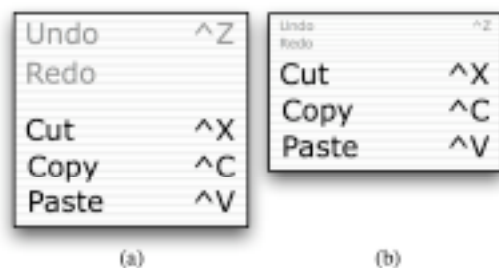 Undo ^Z
Redo
Cut ^X
Copy ^C
Paste ^V
(a)
Undo ^Z
Redo
Cut ^X
Copy ^C
Paste ^V
(b)